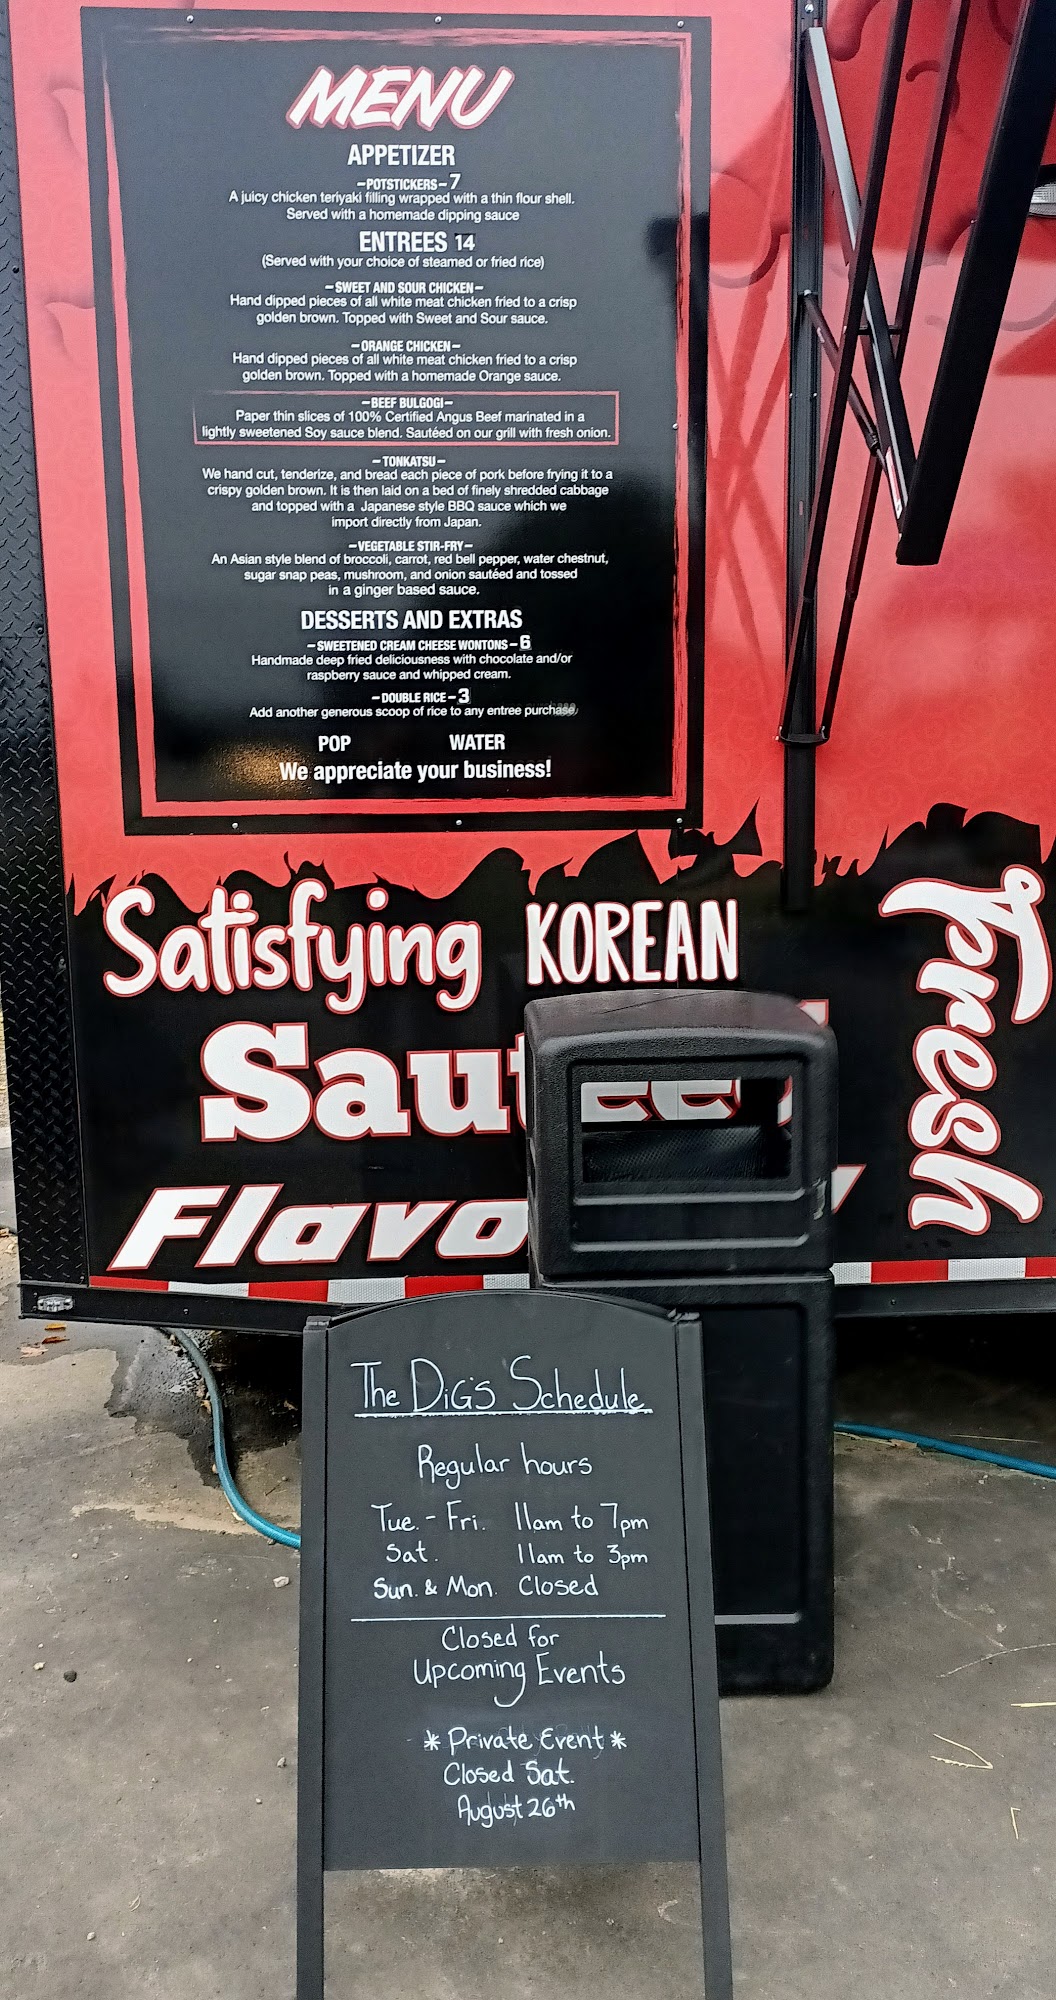 MENU
APPETIZER
-POTSTICKERS-7
A juicy chicken teriyaki filling wrapped with a thin flour shell.
Served with a homemade dipping sauce
ENTREES 14
(Served with your choice of steamed or fried rice)
-SWEET AND SOUR CHICKEN-
Hand dipped pieces of all white meat chicken fried to a crisp
golden brown. Topped with Sweet and Sour sauce.
-ORANGE CHICKEN-
Hand dipped pieces of all white meat chicken fried to a crisp
golden brown. Topped with a homemade Orange sauce.
-BEEF BULGOGI-
Paper thin slices of 100% Certified Angus Beef marinated in a
lightly sweetened Soy sauce blend. Sautéed on our grill with fresh onion.
-TONKATSU-
We hand cut, tenderize, and bread each piece of pork before frying it to a
crispy golden brown. It is then laid on a bed of finely shredded cabbage
and topped with a Japanese style BBQ sauce which we
import directly from Japan.
-VEGETABLE STIR-FRY-
An Asian style blend of broccoli, carrot, red bell pepper, water chestnut,
sugar snap peas, mushroom, and onion sautéed and tossed
in a ginger based sauce.
DESSERTS AND EXTRAS
-SWEETENED CREAM CHEESE WONTONS-6
Handmade deep fried deliciousness with chocolate and/or
raspberry sauce and whipped cream.
-DOUBLE RICE-3
Add another generous scoop of rice to any entree purchase.
POP WATER
We appreciate your business!
Satisfying KOREAN
Fresh
The DiG's Schedule
Regular hours
Tue. - Fri. 11am to 7pm
Sat. 11am to 3pm
Sun. & Mon. Closed
Closed for
Upcoming Events
* Private Event *
Closed Sat.
August 26th